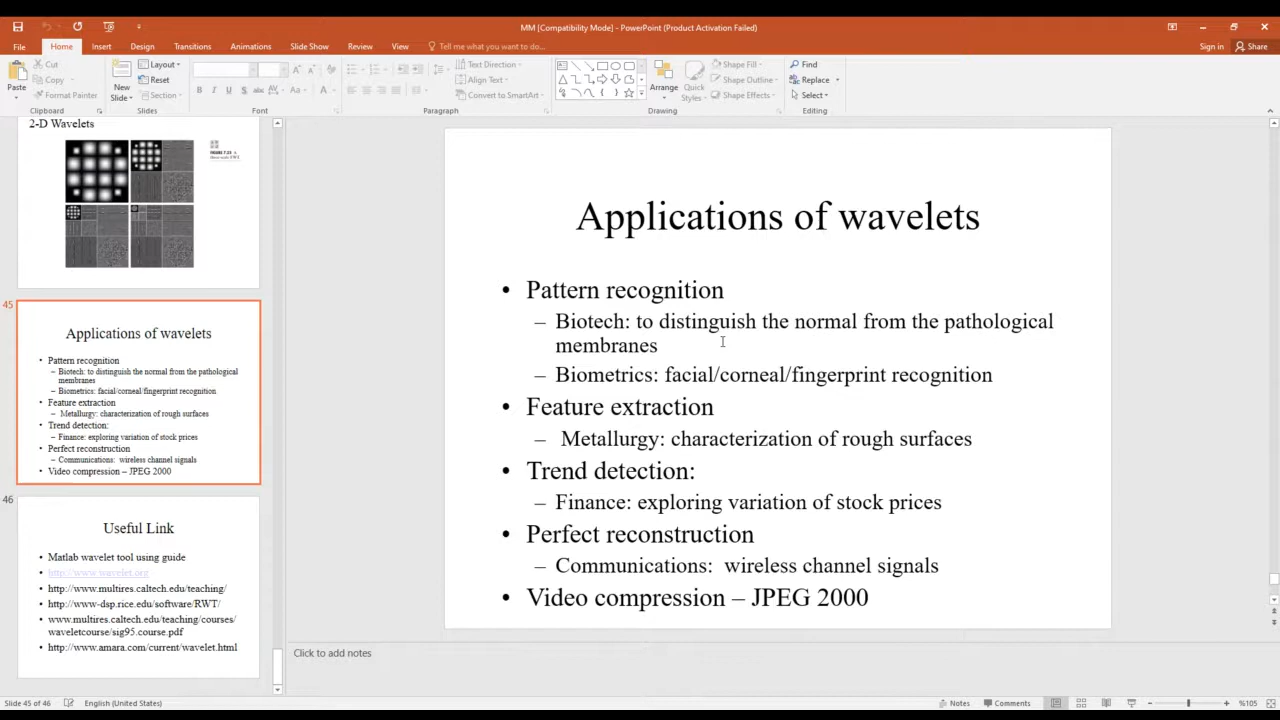 MM [Compatibility Mode] - PowerPoint (Product Activation Failed)
File Home Insert Design Transitions Animations Slide Show Review View Tell me what you want to do... Sign in Share
Paste
Cut
Copy
Format Painter
Clipboard
New Slide
Layout
Reset
Section
Slides
Font
Text Direction
Align Text
Convert to SmartArt
Paragraph
Arrange
Quick Styles
Shape Fill
Shape Outline
Shape Effects
Drawing
Find
Replace
Select
Editing
2-D Wavelets
45
Applications of wavelets
• Pattern recognition
– Biotech: to distinguish the normal from the pathological
membranes
– Biometrics: facial/corneal/fingerprint recognition
• Feature extraction
– Metallurgy: characterization of rough surfaces
• Trend detection:
– Finance: exploring variation of stock prices
• Perfect reconstruction
– Communications: wireless channel signals
• Video compression – JPEG 2000
46
Useful Link
• Matlab wavelet tool using guide
• http://www.wavelet.org
• http://www.multires.caltech.edu/teaching/
• http://www-dsp.rice.edu/software/RWT/
• www.multires.caltech.edu/teaching/courses/
waveletcourse/sig95.course.pdf
• http://www.amara.com/current/wavelet.html
Applications of wavelets
• Pattern recognition
– Biotech: to distinguish the normal from the pathological
membranes
– Biometrics: facial/corneal/fingerprint recognition
• Feature extraction
– Metallurgy: characterization of rough surfaces
• Trend detection:
– Finance: exploring variation of stock prices
• Perfect reconstruction
– Communications: wireless channel signals
• Video compression – JPEG 2000
Click to add notes
Slide 45 of 46 English (United States) Notes Comments %105